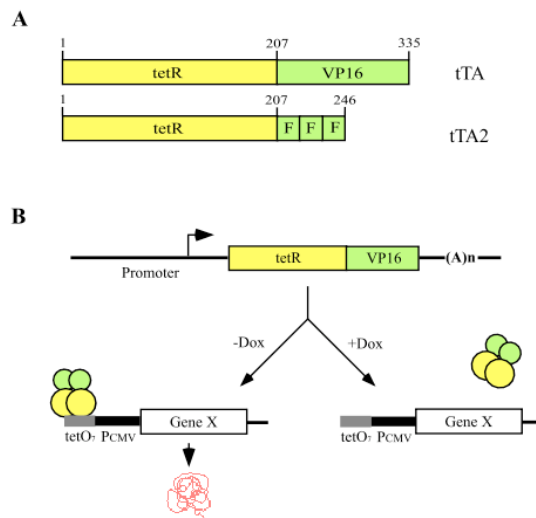 A
1 207 335
tetR VP16 tTA
1 207 246
tetR F F F tTA2
B
tetR VP16 (A)n
Promoter
-Dox +Dox
Gene X Gene X
tetO₇ PCMV tetO₇ PCMV